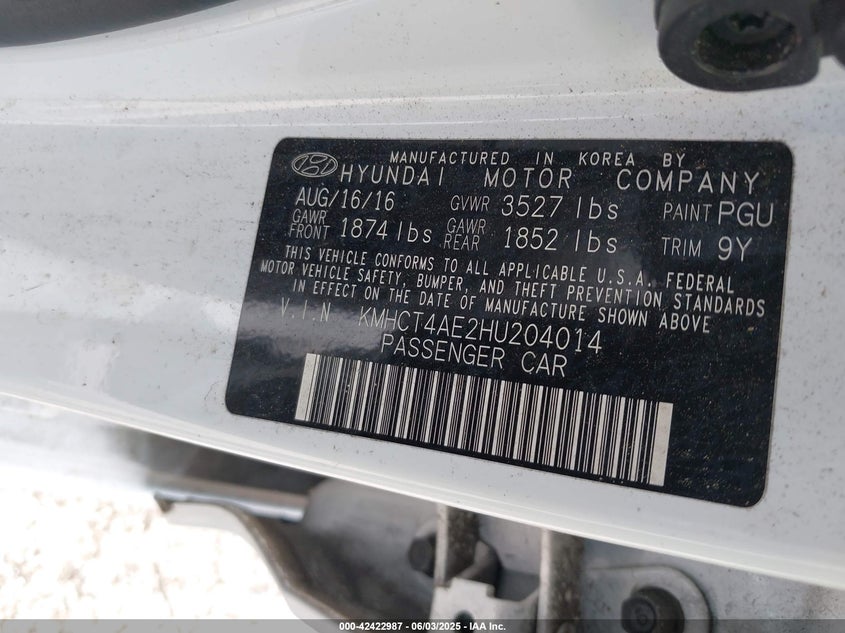 MANUFACTURED IN KOREA BY
HYUNDAI MOTOR COMPANY
AUG/16/16 GVWR 3527 lbs PAINT PGU
GAWR FRONT 1874 lbs GAWR REAR 1852 lbs TRIM 9Y
THIS VEHICLE CONFORMS TO ALL APPLICABLE U.S.A. FEDERAL
MOTOR VEHICLE SAFETY, BUMPER, AND THEFT PREVENTION STANDARDS
IN EFFECT ON THE DATE OF MANUFACTURE SHOWN ABOVE
V.I.N KMHCT4AE2HU204014
PASSENGER CAR
000-42422987 - 06/03/2025 - IAA Inc.